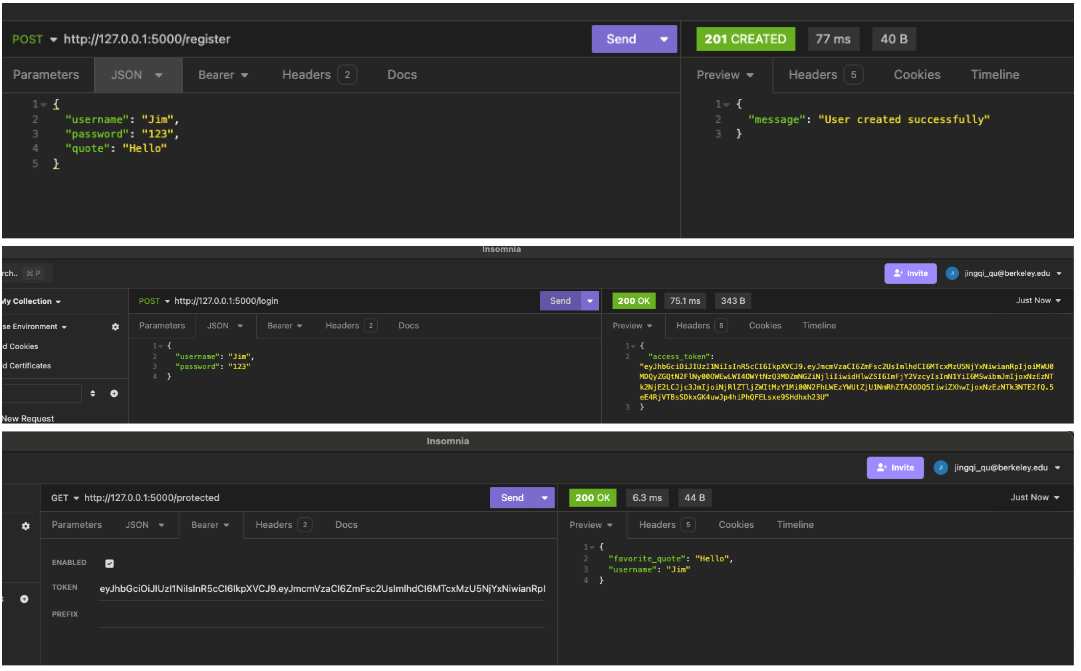 POST http://127.0.0.1:5000/register Send 201 CREATED 77 ms 40 B
Parameters JSON Bearer Headers 2 Docs Preview Headers 5 Cookies Timeline
1 {
2 "username": "Jim",
3 "password": "123",
4 "quote": "Hello"
5 }
1 {
2 "message": "User created successfully"
3 }
Insomnia
rch.. ⌘ P Invite JI jingqi_qu@berkeley.edu
My Collection POST http://127.0.0.1:5000/login Send 200 OK 75.1 ms 343 B Just Now
se Environment Parameters JSON Bearer Headers 2 Docs Preview Headers 5 Cookies Timeline
d Cookies
d Certificates
New Request
1 {
2 "username": "Jim",
3 "password": "123"
4 }
1 {
2 "access_token":
3 }
Insomnia
Invite JI jingqi_qu@berkeley.edu
GET http://127.0.0.1:5000/protected Send 200 OK 6.3 ms 44 B Just Now
Parameters JSON Bearer Headers 2 Docs Preview Headers 5 Cookies Timeline
ENABLED
TOKEN
PREFIX
1 {
2 "favorite_quote": "Hello",
3 "username": "Jim"
4 }